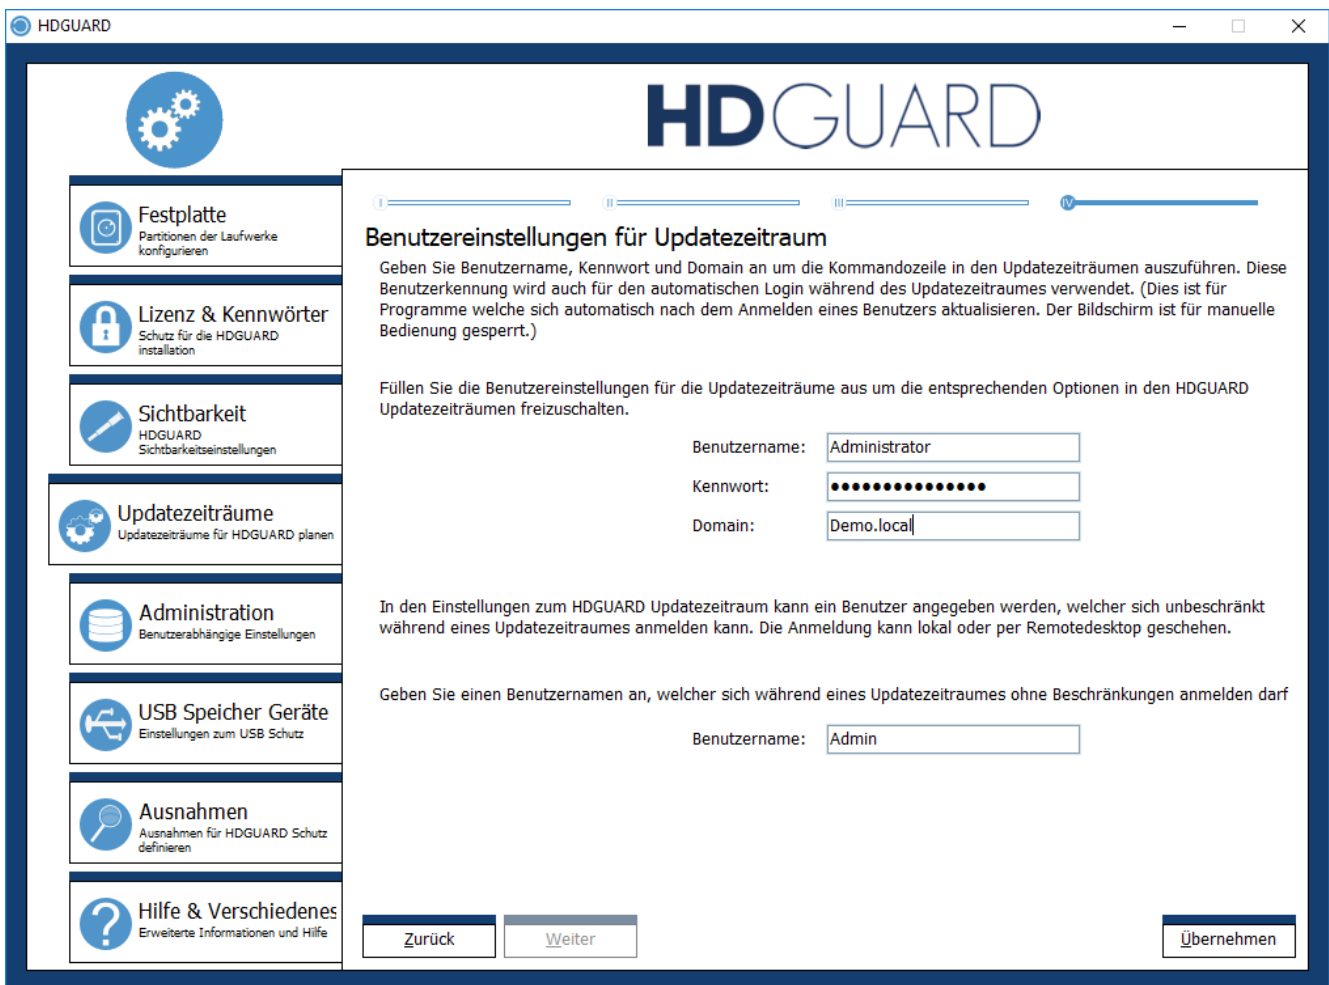 HDGUARD
HDGUARD
Festplatte
Partitionen der Laufwerke
konfigurieren
Lizenz & Kennwörter
Schutz für die HDGUARD
installation
Sichtbarkeit
HDGUARD
Sichtbarkeitseinstellungen
Updatezeiträume
Updatezeiträume für HDGUARD planen
Administration
Benutzerabhängige Einstellungen
USB Speicher Geräte
Einstellungen zum USB Schutz
Ausnahmen
Ausnahmen für HDGUARD Schutz
definieren
Hilfe & Verschiedenes
Erweiterte Informationen und Hilfe
I II III IV
Benutzereinstellungen für Updatezeitraum
Geben Sie Benutzername, Kennwort und Domain an um die Kommandozeile in den Updatezeiträumen auszuführen. Diese
Benutzerkennung wird auch für den automatischen Login während des Updatezeitraumes verwendet. (Dies ist für
Programme welche sich automatisch nach dem Anmelden eines Benutzers aktualisieren. Der Bildschirm ist für manuelle
Bedienung gesperrt.)
Füllen Sie die Benutzereinstellungen für die Updatezeiträume aus um die entsprechenden Optionen in den HDGUARD
Updatezeiträumen freizuschalten.
Benutzername: Administrator
Kennwort: ●●●●●●●●●●●●●●●
Domain: Demo.local
In den Einstellungen zum HDGUARD Updatezeitraum kann ein Benutzer angegeben werden, welcher sich unbeschränkt
während eines Updatezeitraumes anmelden kann. Die Anmeldung kann lokal oder per Remotedesktop geschehen.
Geben Sie einen Benutzernamen an, welcher sich während eines Updatezeitraumes ohne Beschränkungen anmelden darf
Benutzername: Admin
Zurück Weiter Übernehmen